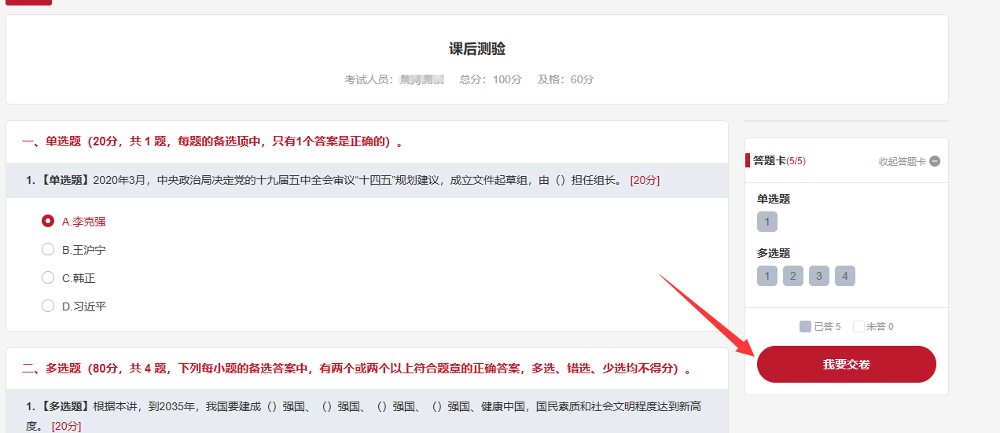 课后测验
考试人员： 总分：100分 及格：60分
一、单选题（20分，共 1 题，每题的备选项中，只有1个答案是正确的）。
1.【单选题】2020年3月，中央政治局决定党的十九届五中全会审议“十四五”规划建议，成立文件起草组，由（）担任组长。 [20分]
A.李克强
B.王沪宁
C.韩正
D.习近平
二、多选题（80分，共 4 题，下列每小题的备选答案中，有两个或两个以上符合题意的正确答案，多选、错选、少选均不得分）。
1.【多选题】根据本讲，到2035年，我国要建成（）强国、（）强国、（）强国、（）强国、健康中国，国民素质和社会文明程度达到新高
度。 [20分]
答题卡(5/5) 收起答题卡
单选题
1
多选题
1 2 3 4
已答 5 未答 0
我要交卷